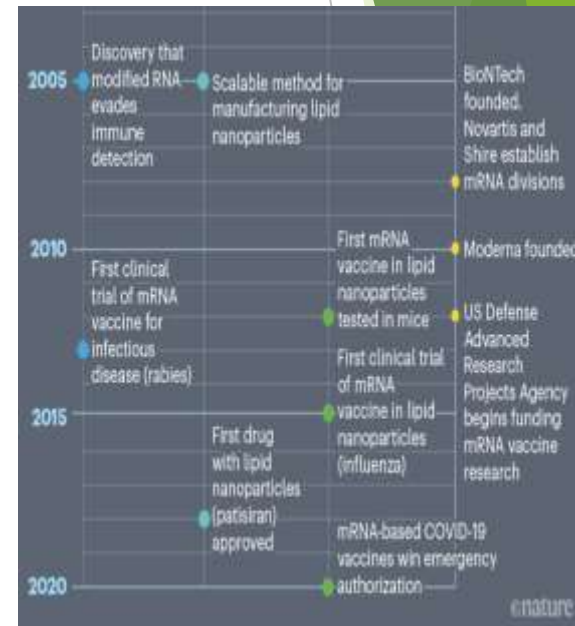 2005
Discovery that
modified RNA
evades
immune
detection
Scalable method for
manufacturing lipid
nanoparticles
BioNTech
founded,
Novartis and
Shire establish
mRNA divisions
2010
Moderna founded
First mRNA
vaccine in lipid
nanoparticles
tested in mice
US Defense
Advanced
Research
Projects Agency
begins funding
mRNA vaccine
research
First clinical
trial of mRNA
vaccine for
infectious
disease (rabies)
2015
First clinical trial
of mRNA
vaccine in lipid
nanoparticles
(influenza)
First drug
with lipid
nanoparticles
(patisiran)
approved
2020
mRNA-based COVID-19
vaccines win emergency
authorization
©nature